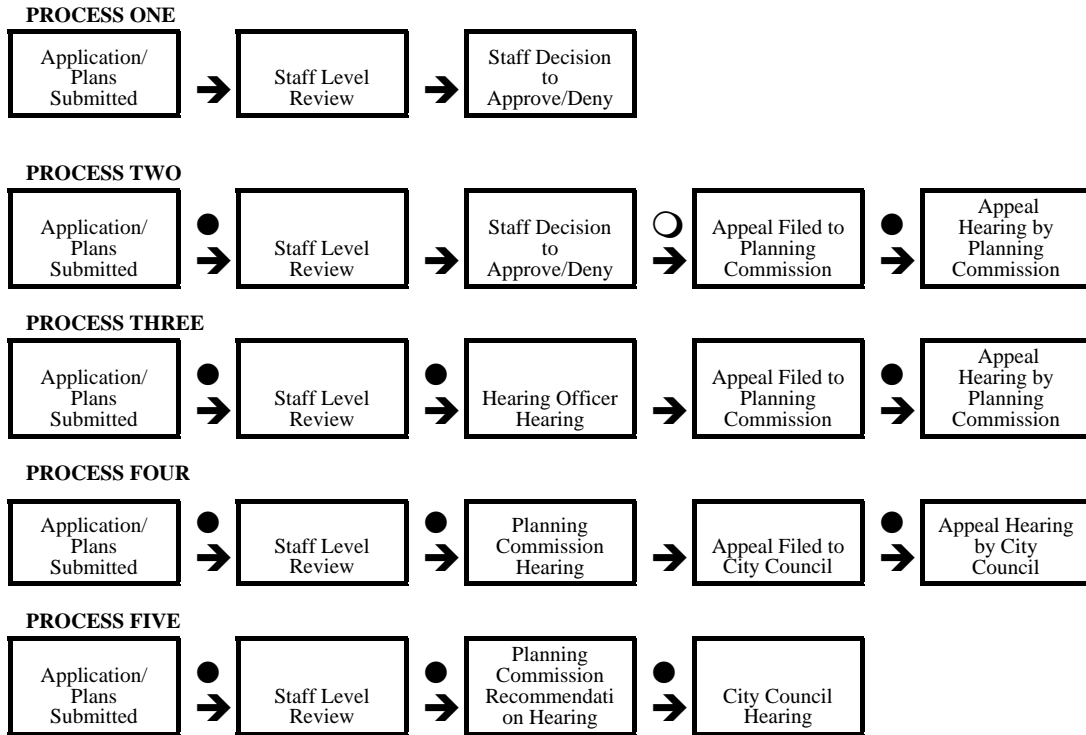 PROCESS ONE
Application/
Plans
Submitted
Staff Level
Review
Staff Decision
to
Approve/Deny
PROCESS TWO
Application/
Plans
Submitted
Staff Level
Review
Staff Decision
to
Approve/Deny
Appeal Filed to
Planning
Commission
Appeal
Hearing by
Planning
Commission
PROCESS THREE
Application/
Plans
Submitted
Staff Level
Review
Hearing Officer
Hearing
Appeal Filed to
Planning
Commission
Appeal
Hearing by
Planning
Commission
PROCESS FOUR
Application/
Plans
Submitted
Staff Level
Review
Planning
Commission
Hearing
Appeal Filed to
City Council
Appeal Hearing
by City
Council
PROCESS FIVE
Application/
Plans
Submitted
Staff Level
Review
Planning
Commission
Recommendati
on Hearing
City Council
Hearing